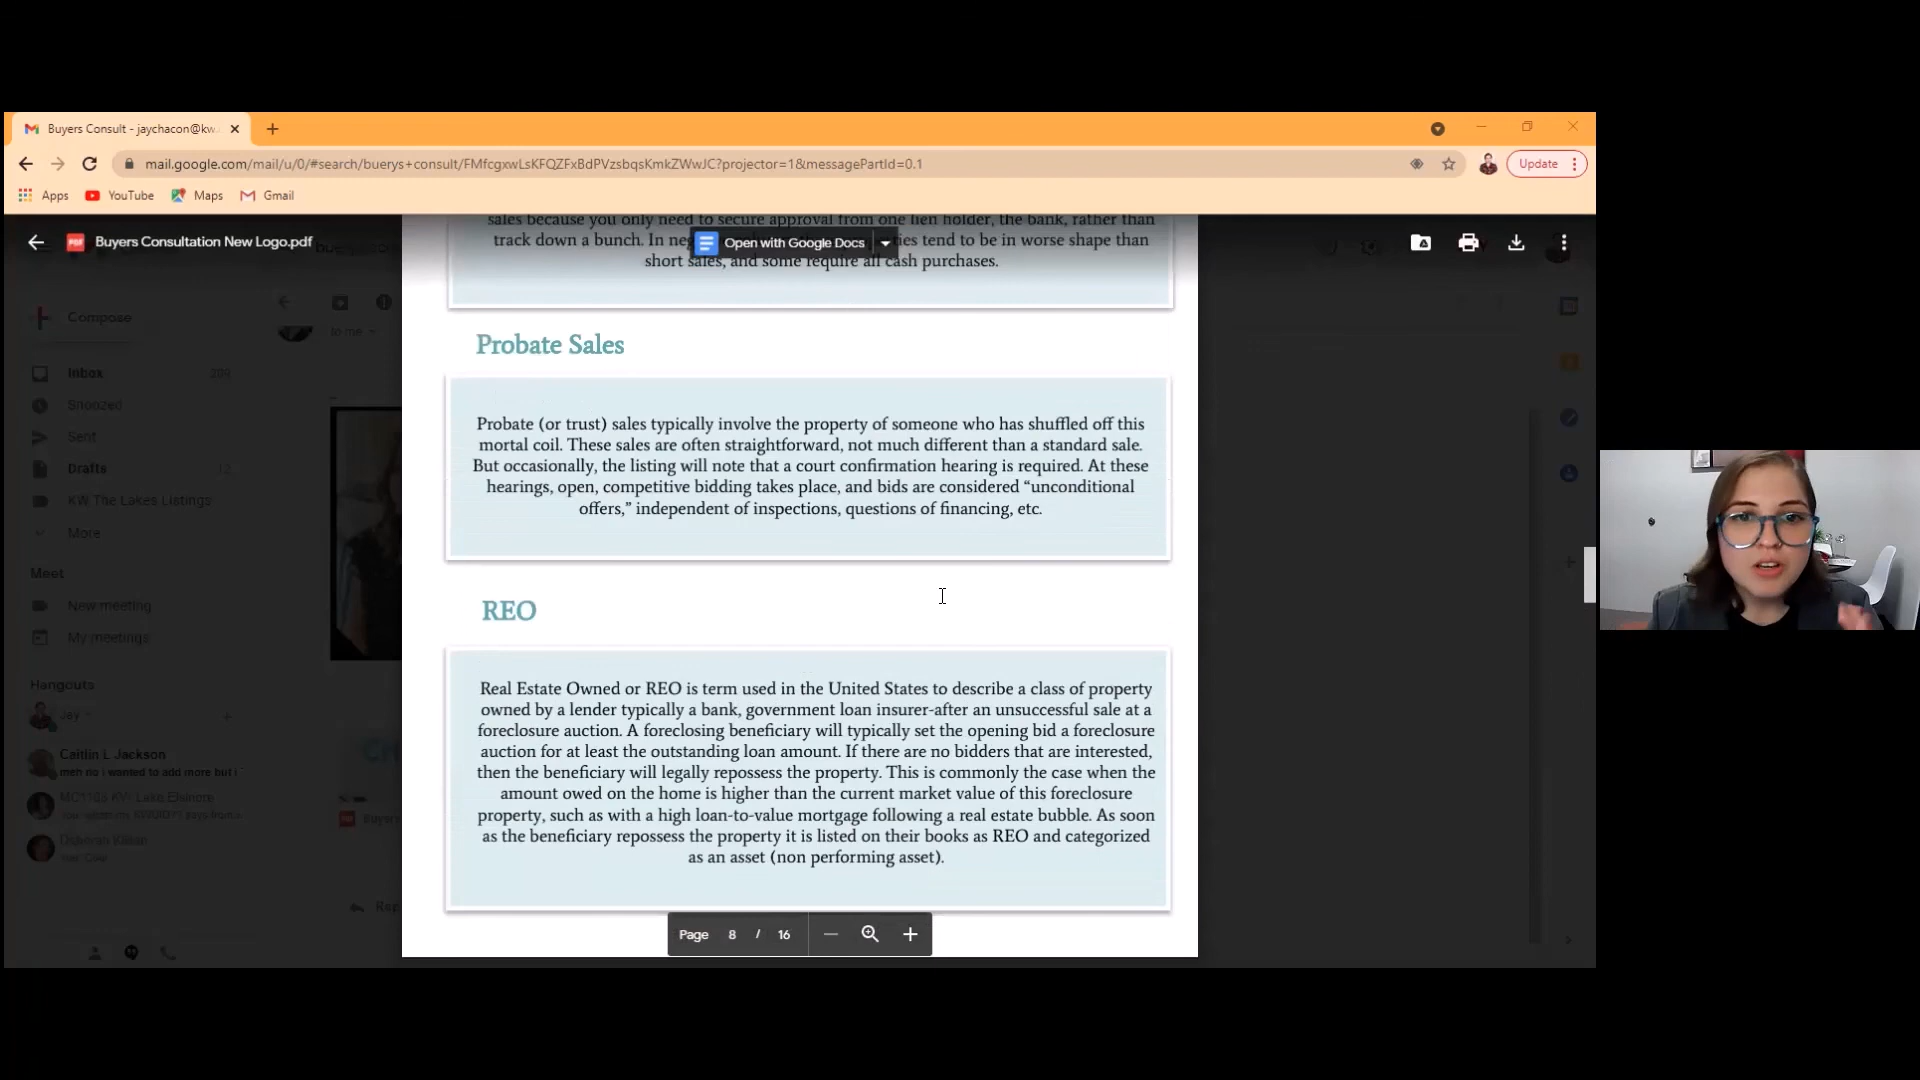 Buyers Consult - jaychacon@kw.
mail.google.com/mail/u/0/#search/buerys+consult/FMfcgxwLsKFQZFxBdPVzsbqsKmkZWwJC?projector=1&messagePartId=0.1
Update
Apps
YouTube
Maps
Gmail
Buyers Consultation New Logo.pdf
Open with Google Docs
sales because you only need to secure approval from one lien holder, the bank, rather than
track down a bunch. In neg ties tend to be in worse shape than
short sales, and some require all cash purchases.
Probate Sales
Probate (or trust) sales typically involve the property of someone who has shuffled off this
mortal coil. These sales are often straightforward, not much different than a standard sale.
But occasionally, the listing will note that a court confirmation hearing is required. At these
hearings, open, competitive bidding takes place, and bids are considered “unconditional
offers,” independent of inspections, questions of financing, etc.
REO
Real Estate Owned or REO is term used in the United States to describe a class of property
owned by a lender typically a bank, government loan insurer-after an unsuccessful sale at a
foreclosure auction. A foreclosing beneficiary will typically set the opening bid a foreclosure
auction for at least the outstanding loan amount. If there are no bidders that are interested,
then the beneficiary will legally repossess the property. This is commonly the case when the
amount owed on the home is higher than the current market value of this foreclosure
property, such as with a high loan-to-value mortgage following a real estate bubble. As soon
as the beneficiary repossess the property it is listed on their books as REO and categorized
as an asset (non performing asset).
Page 8 / 16
Compose
to me
Inbox 209
Snoozed
Sent
Drafts 12
KW The Lakes Listings
More
Meet
New meeting
My meetings
Hangouts
Jay
Caitlin L Jackson
meh no i wanted to add more but i